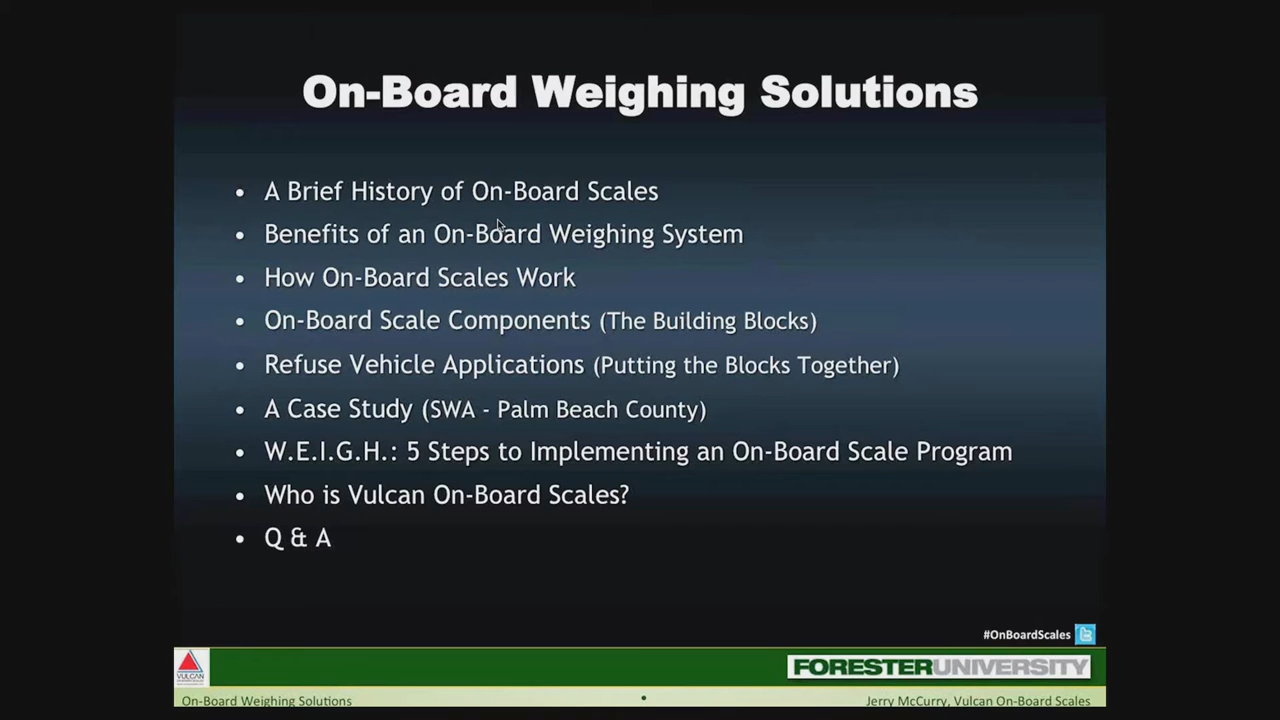 On-Board Weighing Solutions
• A Brief History of On-Board Scales
• Benefits of an On-Board Weighing System
• How On-Board Scales Work
• On-Board Scale Components (The Building Blocks)
• Refuse Vehicle Applications (Putting the Blocks Together)
• A Case Study (SWA - Palm Beach County)
• W.E.I.G.H.: 5 Steps to Implementing an On-Board Scale Program
• Who is Vulcan On-Board Scales?
• Q & A
#OnBoardScales
VULCAN
FORESTERUNIVERSITY
On-Board Weighing Solutions
Jerry McCurry, Vulcan On-Board Scales